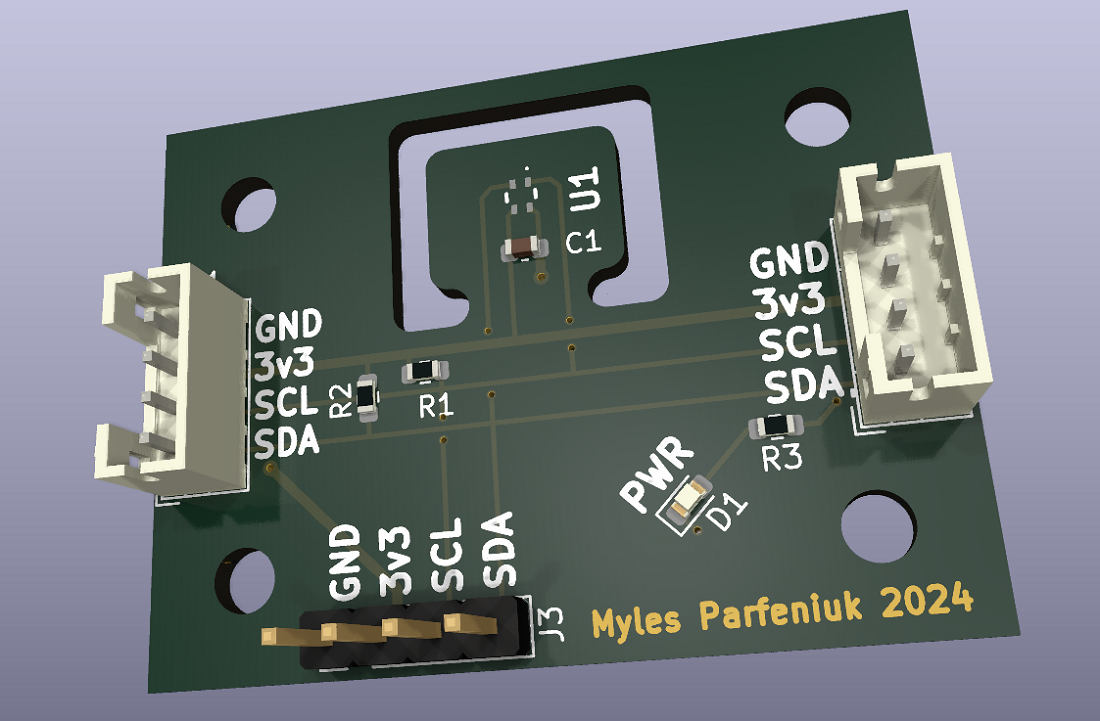 U1
C1
GND
3v3
SCL
SDA
GND
3v3
SCL
SDA
R2
R1
R3
PWR
D1
GND
3v3
SCL
SDA
J3
Myles Parfeniuk 2024